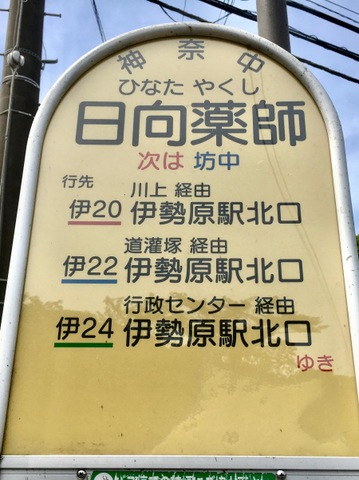 神奈中
ひなた やくし
日向薬師
次は 坊中
行先
川上 経由
伊20 伊勢原駅北口
道灌塚 経由
伊22 伊勢原駅北口
行政センター 経由
伊24 伊勢原駅北口
ゆき